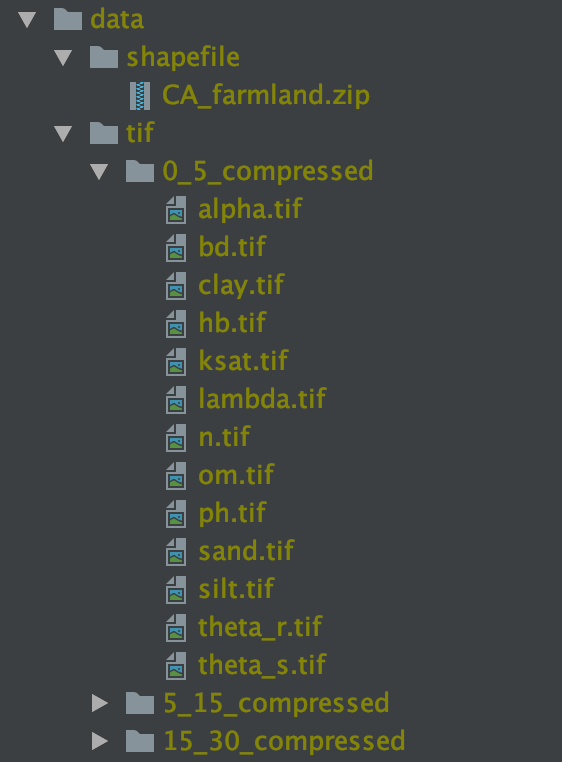 data
shapefile
CA_farmland.zip
tif
0_5_compressed
alpha.tif
bd.tif
clay.tif
hb.tif
ksat.tif
lambda.tif
n.tif
om.tif
ph.tif
sand.tif
silt.tif
theta_r.tif
theta_s.tif
5_15_compressed
15_30_compressed